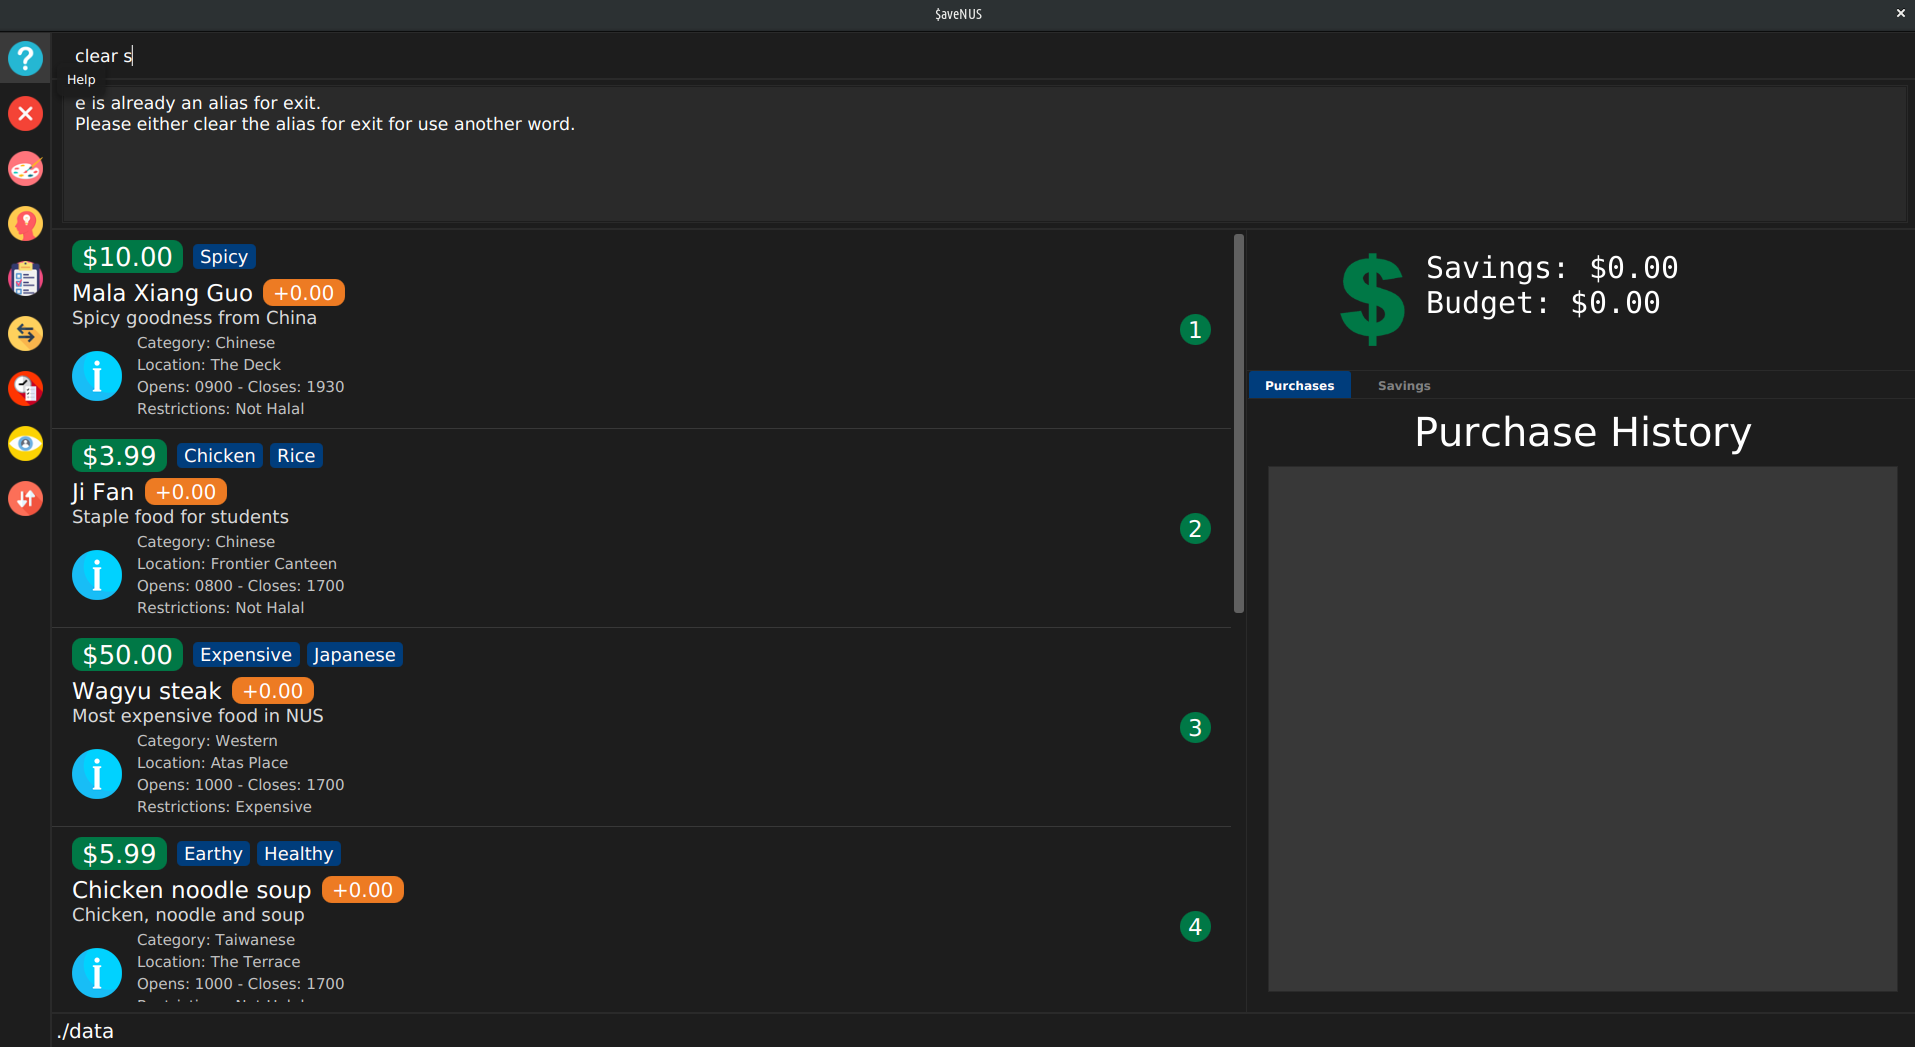 $aveNUS
clear s
Help
e is already an alias for exit.
Please either clear the alias for exit for use another word.
$10.00 Spicy
Mala Xiang Guo +0.00
Spicy goodness from China
Category: Chinese
Location: The Deck
Opens: 0900 - Closes: 1930
Restrictions: Not Halal
1
$3.99 Chicken Rice
Ji Fan +0.00
Staple food for students
Category: Chinese
Location: Frontier Canteen
Opens: 0800 - Closes: 1700
Restrictions: Not Halal
2
$50.00 Expensive Japanese
Wagyu steak +0.00
Most expensive food in NUS
Category: Western
Location: Atas Place
Opens: 1000 - Closes: 1700
Restrictions: Expensive
3
$5.99 Earthy Healthy
Chicken noodle soup +0.00
Chicken, noodle and soup
Category: Taiwanese
Location: The Terrace
Opens: 1000 - Closes: 1700
4
$
Savings: $0.00
Budget: $0.00
Purchases Savings
Purchase History
./data